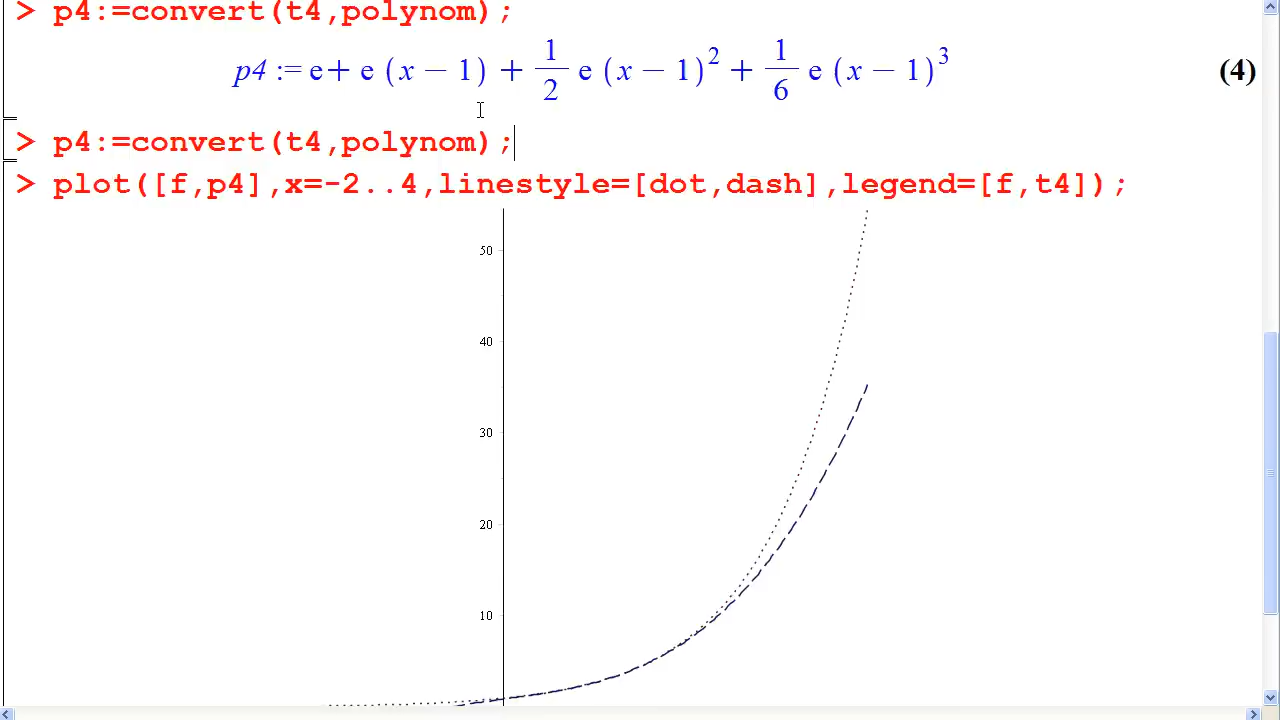 > p4:=convert(t4,polynom);
p4 := e+ e (x − 1) + 1/2 e (x − 1)^2 + 1/6 e (x − 1)^3 (4)
> p4:=convert(t4,polynom);
> plot([f,p4],x=-2..4,linestyle=[dot,dash],legend=[f,t4]);
50
40
30
20
10